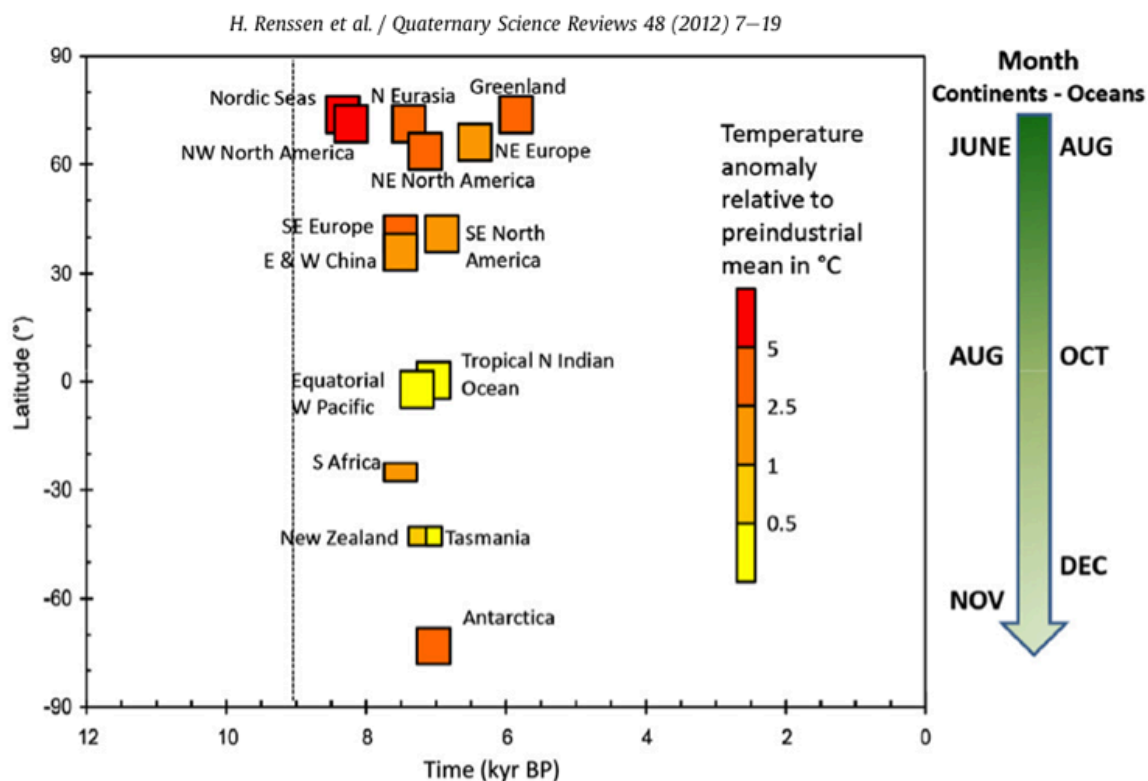 H. Renssen et al. / Quaternary Science Reviews 48 (2012) 7–19
90
60
30
0
-30
-60
-90
Latitude (°)
12
10
8
6
4
2
0
Time (kyr BP)
Nordic Seas
N Eurasia
Greenland
NW North America
NE Europe
NE North America
SE Europe
SE North
America
E & W China
Tropical N Indian
Ocean
Equatorial
W Pacific
S Africa
New Zealand
Tasmania
Antarctica
Temperature
anomaly
relative to
preindustrial
mean in °C
5
2.5
1
0.5
Month
Continents - Oceans
JUNE
AUG
AUG
OCT
DEC
NOV